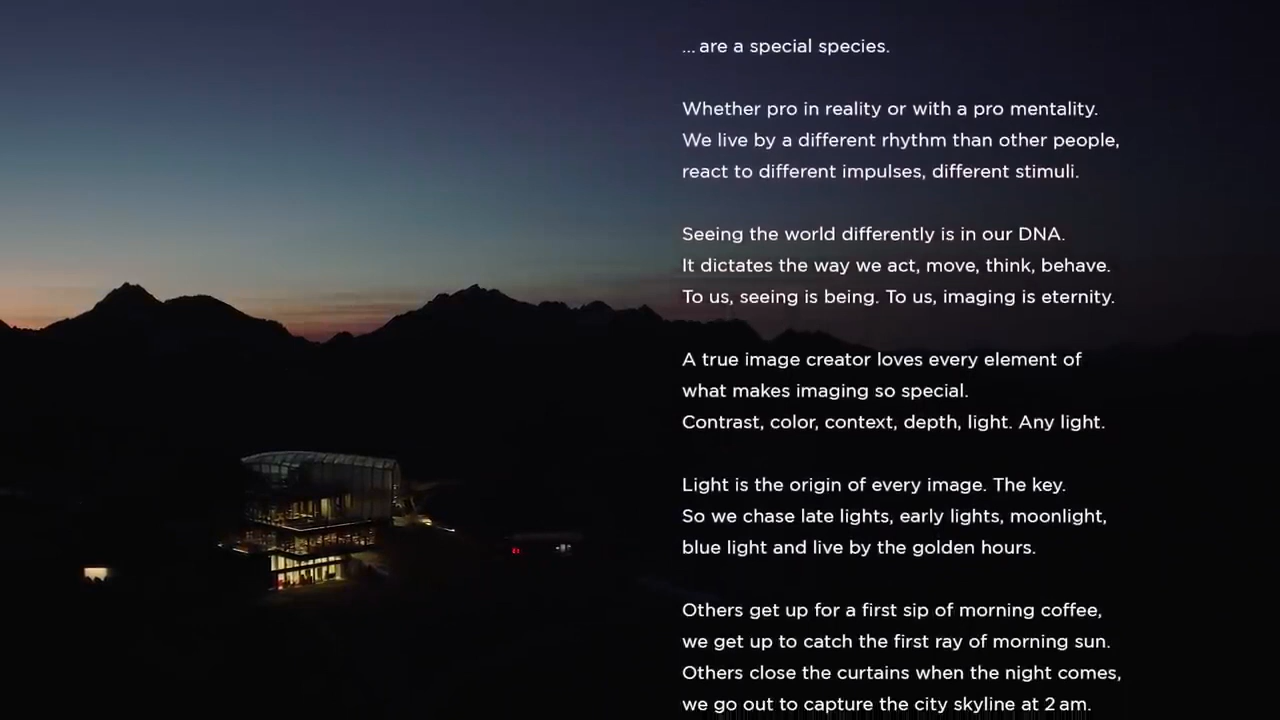 ... are a special species.
Whether pro in reality or with a pro mentality.
We live by a different rhythm than other people,
react to different impulses, different stimuli.
Seeing the world differently is in our DNA.
It dictates the way we act, move, think, behave.
To us, seeing is being. To us, imaging is eternity.
A true image creator loves every element of
what makes imaging so special.
Contrast, color, context, depth, light. Any light.
Light is the origin of every image. The key.
So we chase late lights, early lights, moonlight,
blue light and live by the golden hours.
Others get up for a first sip of morning coffee,
we get up to catch the first ray of morning sun.
Others close the curtains when the night comes,
we go out to capture the city skyline at 2 am.